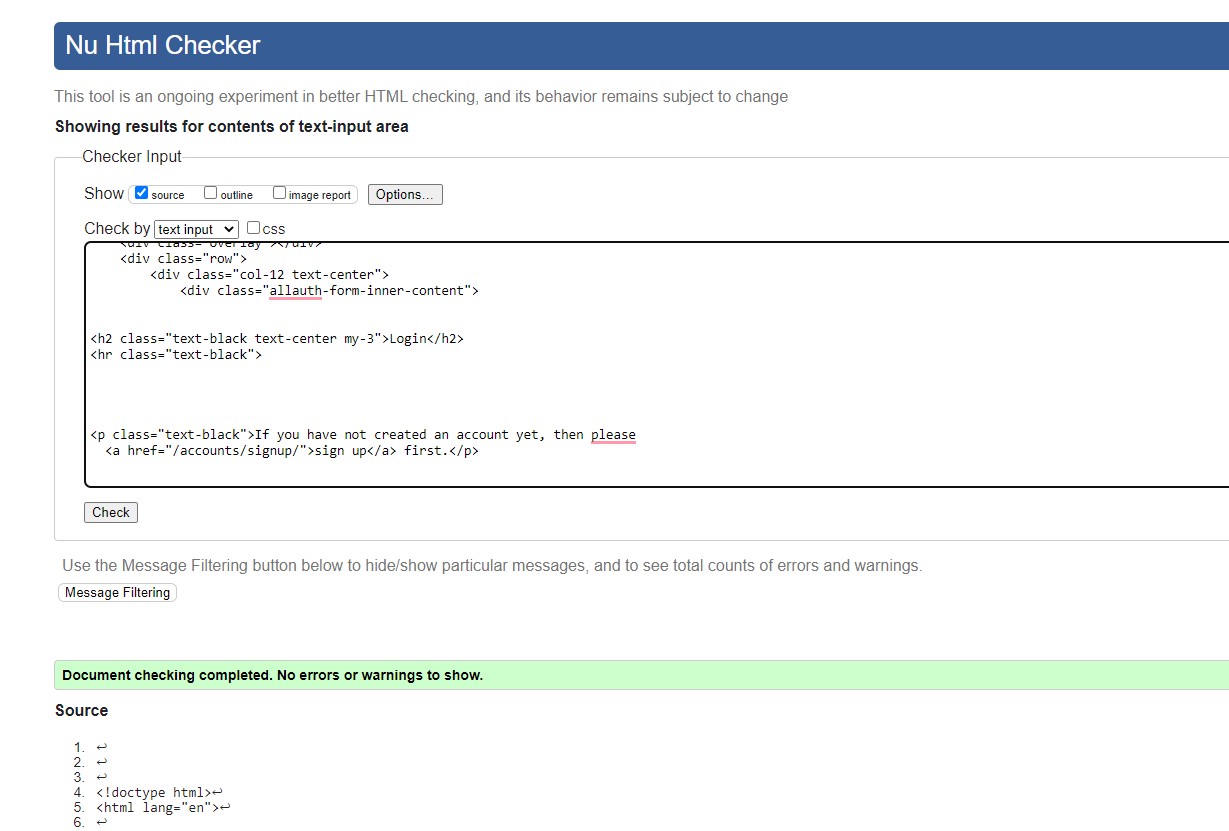 Nu Html Checker
This tool is an ongoing experiment in better HTML checking, and its behavior remains subject to change
Showing results for contents of text-input area
Checker Input
Show source outline image report Options...
Check by text input css
<div class="overlay"></div>
<div class="row">
<div class="col-12 text-center">
<div class="allauth-form-inner-content">
<h2 class="text-black text-center my-3">Login</h2>
<hr class="text-black">
<p class="text-black">If you have not created an account yet, then please
<a href="/accounts/signup/">sign up</a> first.</p>
Check
Use the Message Filtering button below to hide/show particular messages, and to see total counts of errors and warnings.
Message Filtering
Document checking completed. No errors or warnings to show.
Source
1. ↩
2. ↩
3. ↩
4. <!doctype html>↩
5. <html lang="en">↩
6. ↩